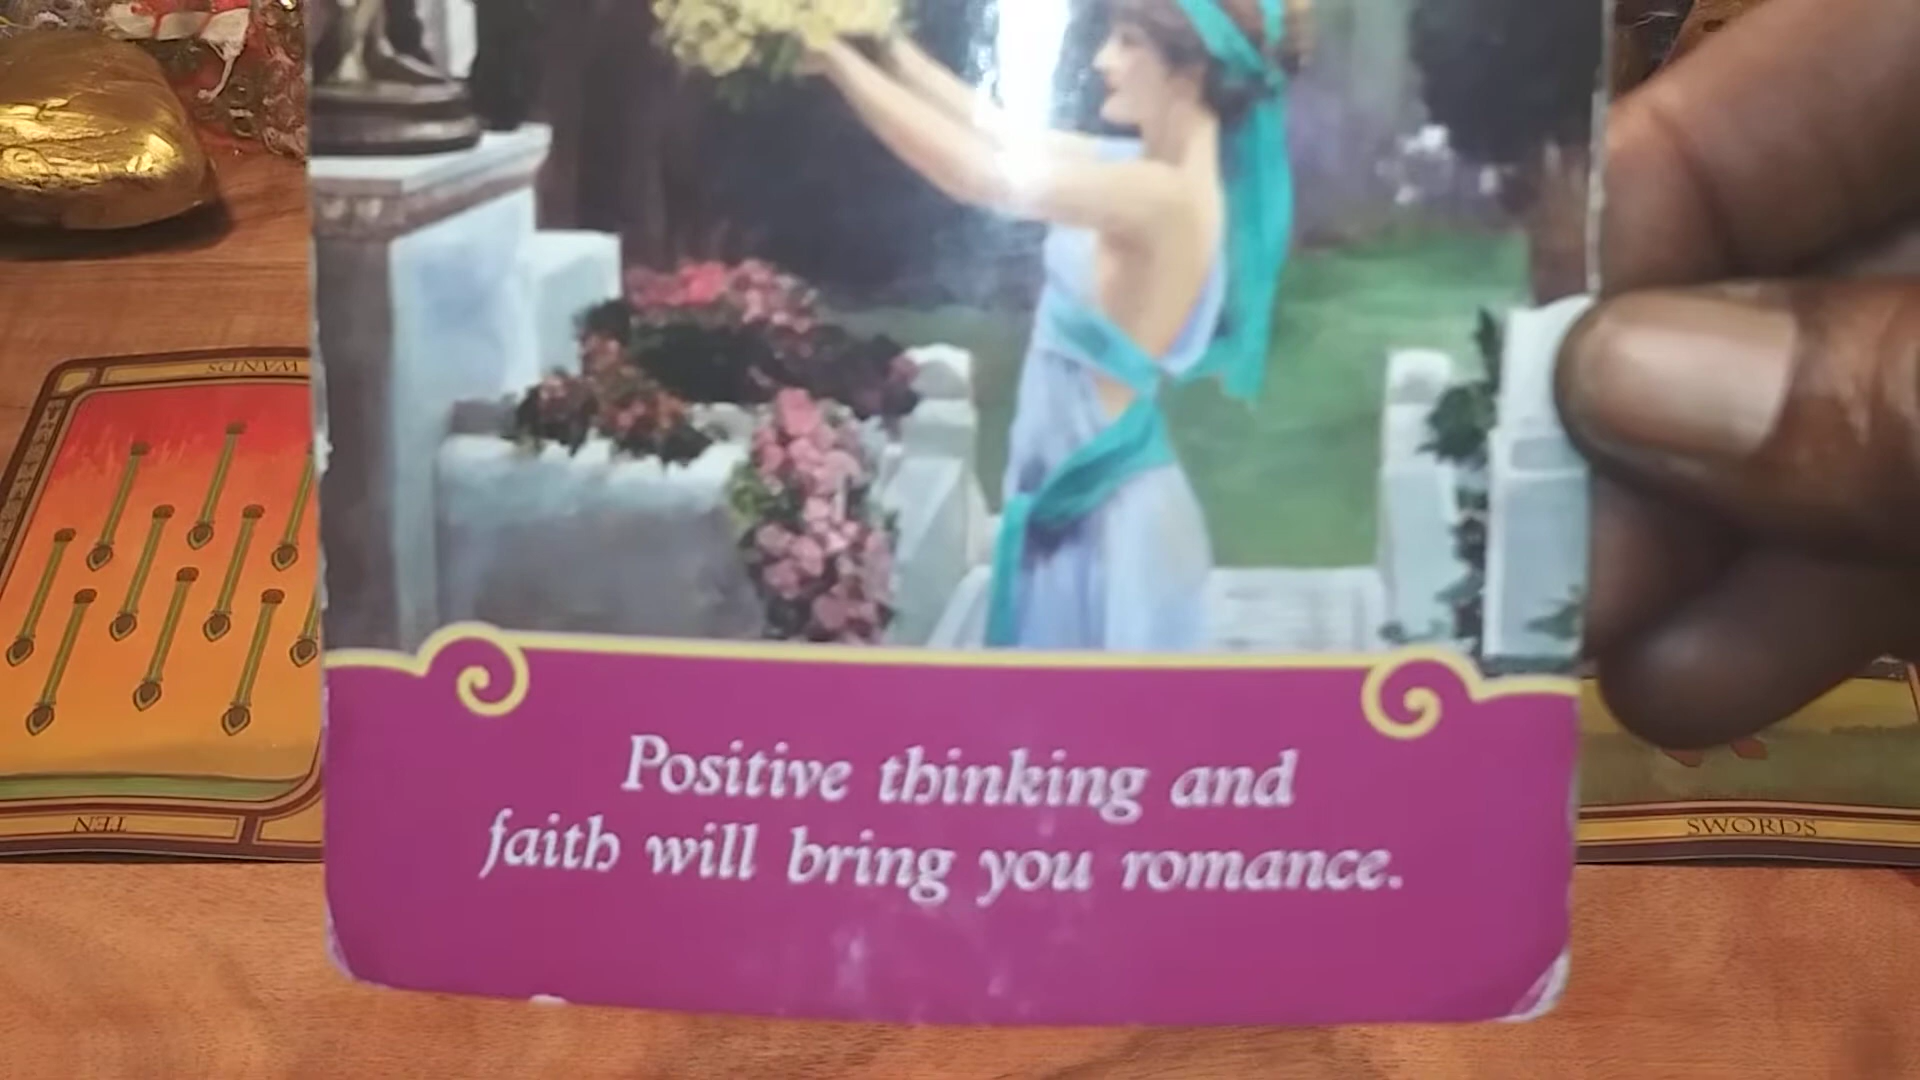 WANDS
TEN
Positive thinking and
faith will bring you romance.
SWORDS